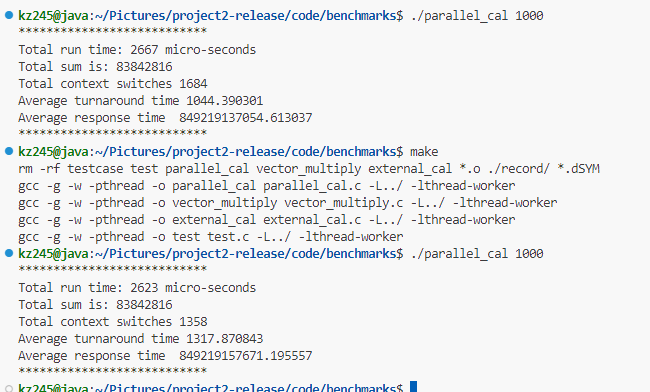 kz245@java:~/Pictures/project2-release/code/benchmarks$ ./parallel_cal 1000
***************************
Total run time: 2667 micro-seconds
Total sum is: 83842816
Total context switches 1684
Average turnaround time 1044.390301
Average response time  849219137054.613037
***************************
kz245@java:~/Pictures/project2-release/code/benchmarks$ make
rm -rf testcase test parallel_cal vector_multiply external_cal *.o ./record/ *.dSYM
gcc -g -w -pthread -o parallel_cal parallel_cal.c -L../ -lthread-worker
gcc -g -w -pthread -o vector_multiply vector_multiply.c -L../ -lthread-worker
gcc -g -w -pthread -o external_cal external_cal.c -L../ -lthread-worker
gcc -g -w -pthread -o test test.c -L../ -lthread-worker
kz245@java:~/Pictures/project2-release/code/benchmarks$ ./parallel_cal 1000
***************************
Total run time: 2623 micro-seconds
Total sum is: 83842816
Total context switches 1358
Average turnaround time 1317.870843
Average response time  849219157671.195557
***************************
kz245@java:~/Pictures/project2-release/code/benchmarks$